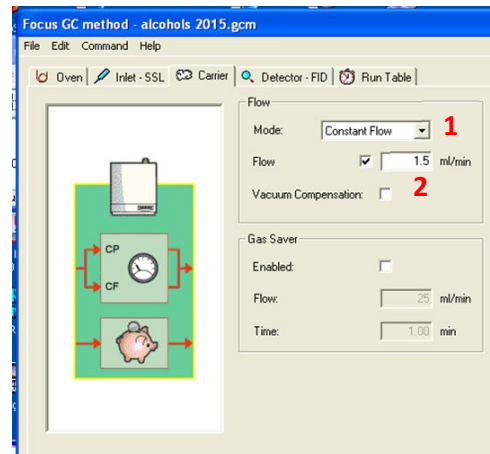 Focus GC method - alcohols 2015.gcm
File Edit Command Help
Oven Inlet - SSL Carrier Detector - FID Run Table
Flow
Mode: Constant Flow 1
Flow 1.5 ml/min
Vacuum Compensation: 2
CP
CF
Gas Saver
Enabled:
Flow: 25 ml/min
Time: 1.00 min